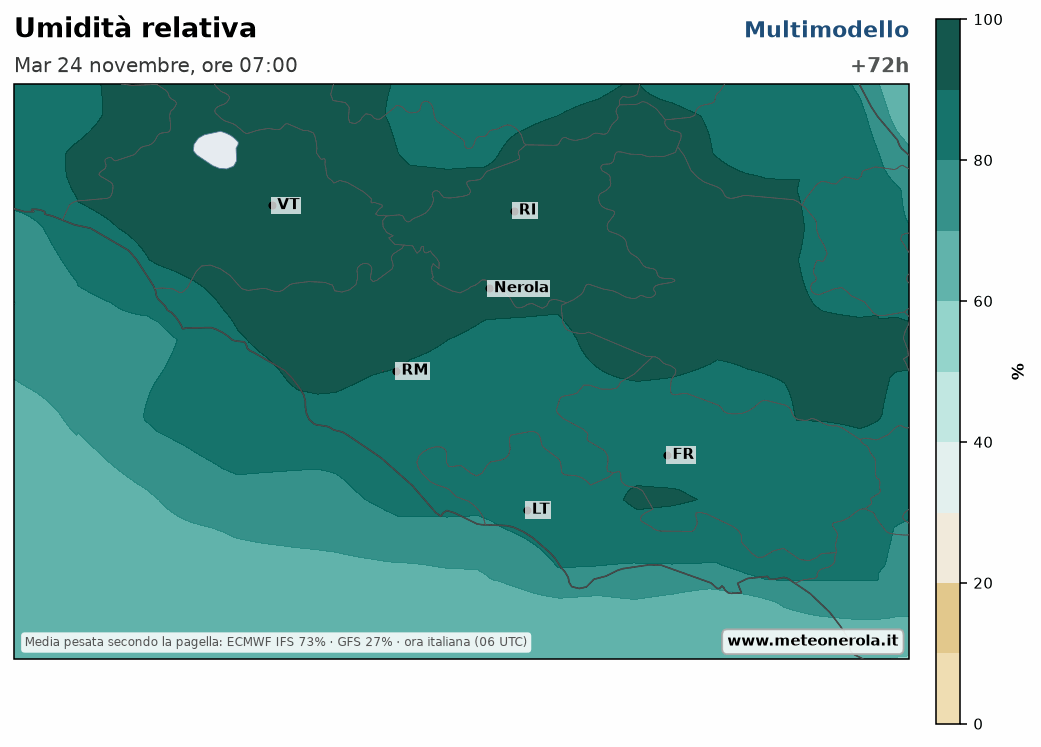 Umidità relativa
Multimodello
Mar 24 novembre, ore 07:00
+72h
100
80
60
40
20
0
%
VT
RI
Nerola
RM
FR
LT
Media pesata secondo la pagella: ECMWF IFS 73% · GFS 27% · ora italiana (06 UTC)
www.meteonerola.it